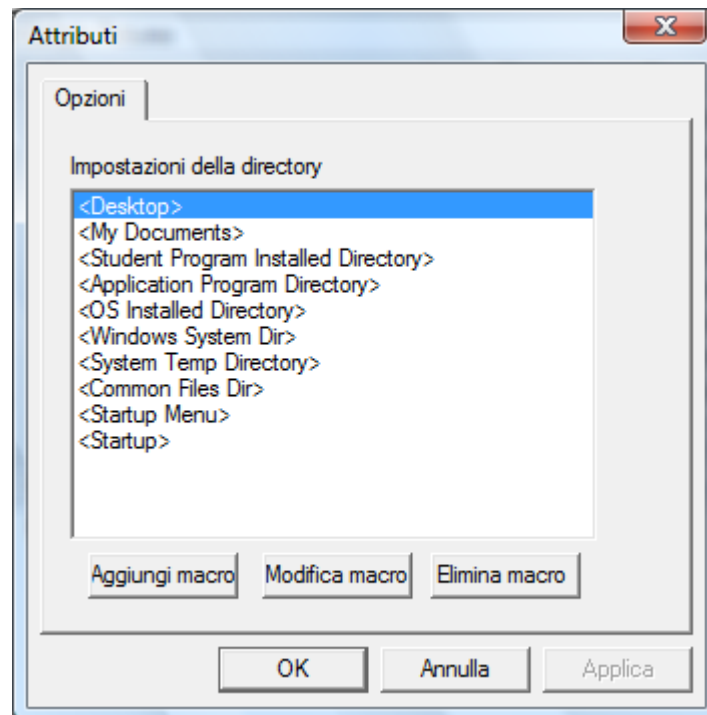 Attributi
Opzioni
Impostazioni della directory
<Desktop>
<My Documents>
<Student Program Installed Directory>
<Application Program Directory>
<OS Installed Directory>
<Windows System Dir>
<System Temp Directory>
<Common Files Dir>
<Startup Menu>
<Startup>
Aggiungi macro Modifica macro Elimina macro
OK Annulla Applica